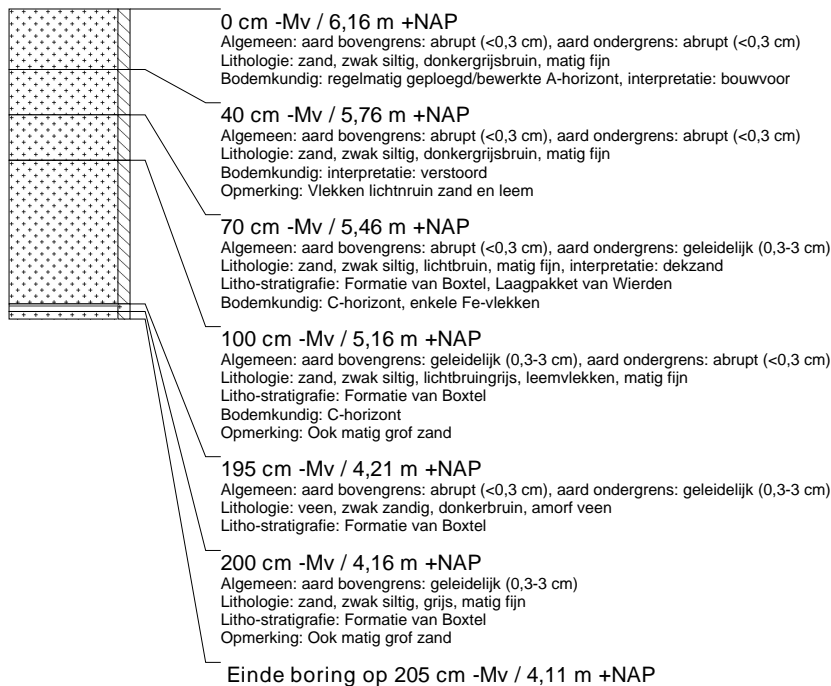 0 cm -Mv / 6,16 m +NAP
Algemeen: aard bovengrens: abrupt (<0,3 cm), aard ondergrens: abrupt (<0,3 cm)
Lithologie: zand, zwak siltig, donkergrijsbruin, matig fijn
Bodemkundig: regelmatig geploegd/bewerkte A-horizont, interpretatie: bouwvoor
40 cm -Mv / 5,76 m +NAP
Algemeen: aard bovengrens: abrupt (<0,3 cm), aard ondergrens: abrupt (<0,3 cm)
Lithologie: zand, zwak siltig, donkergrijsbruin, matig fijn
Bodemkundig: interpretatie: verstoord
Opmerking: Vlekken lichtnruin zand en leem
70 cm -Mv / 5,46 m +NAP
Algemeen: aard bovengrens: abrupt (<0,3 cm), aard ondergrens: geleidelijk (0,3-3 cm)
Lithologie: zand, zwak siltig, lichtbruin, matig fijn, interpretatie: dekzand
Litho-stratigrafie: Formatie van Boxtel, Laagpakket van Wierden
Bodemkundig: C-horizont, enkele Fe-vlekken
100 cm -Mv / 5,16 m +NAP
Algemeen: aard bovengrens: geleidelijk (0,3-3 cm), aard ondergrens: abrupt (<0,3 cm)
Lithologie: zand, zwak siltig, lichtbruingrijs, leemvlekken, matig fijn
Litho-stratigrafie: Formatie van Boxtel
Bodemkundig: C-horizont
Opmerking: Ook matig grof zand
195 cm -Mv / 4,21 m +NAP
Algemeen: aard bovengrens: abrupt (<0,3 cm), aard ondergrens: geleidelijk (0,3-3 cm)
Lithologie: veen, zwak zandig, donkerbruin, amorf veen
Litho-stratigrafie: Formatie van Boxtel
200 cm -Mv / 4,16 m +NAP
Algemeen: aard bovengrens: geleidelijk (0,3-3 cm)
Lithologie: zand, zwak siltig, grijs, matig fijn
Litho-stratigrafie: Formatie van Boxtel
Opmerking: Ook matig grof zand
Einde boring op 205 cm -Mv / 4,11 m +NAP